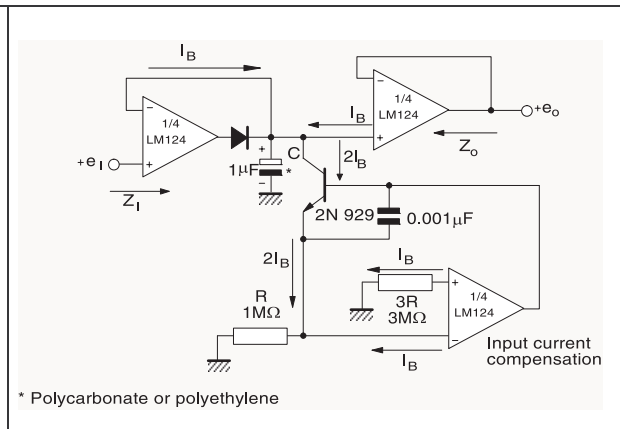 I_B
−
1/4
LM124
+
+e_I
Z_I
+
1µF
*
−
C
I_B
2I_B
−
1/4
LM124
+
+e_o
Z_o
2N 929
0.001µF
2I_B
R
1MΩ
I_B
3R
3MΩ
+
1/4
LM124
−
I_B
Input current
compensation
* Polycarbonate or polyethylene